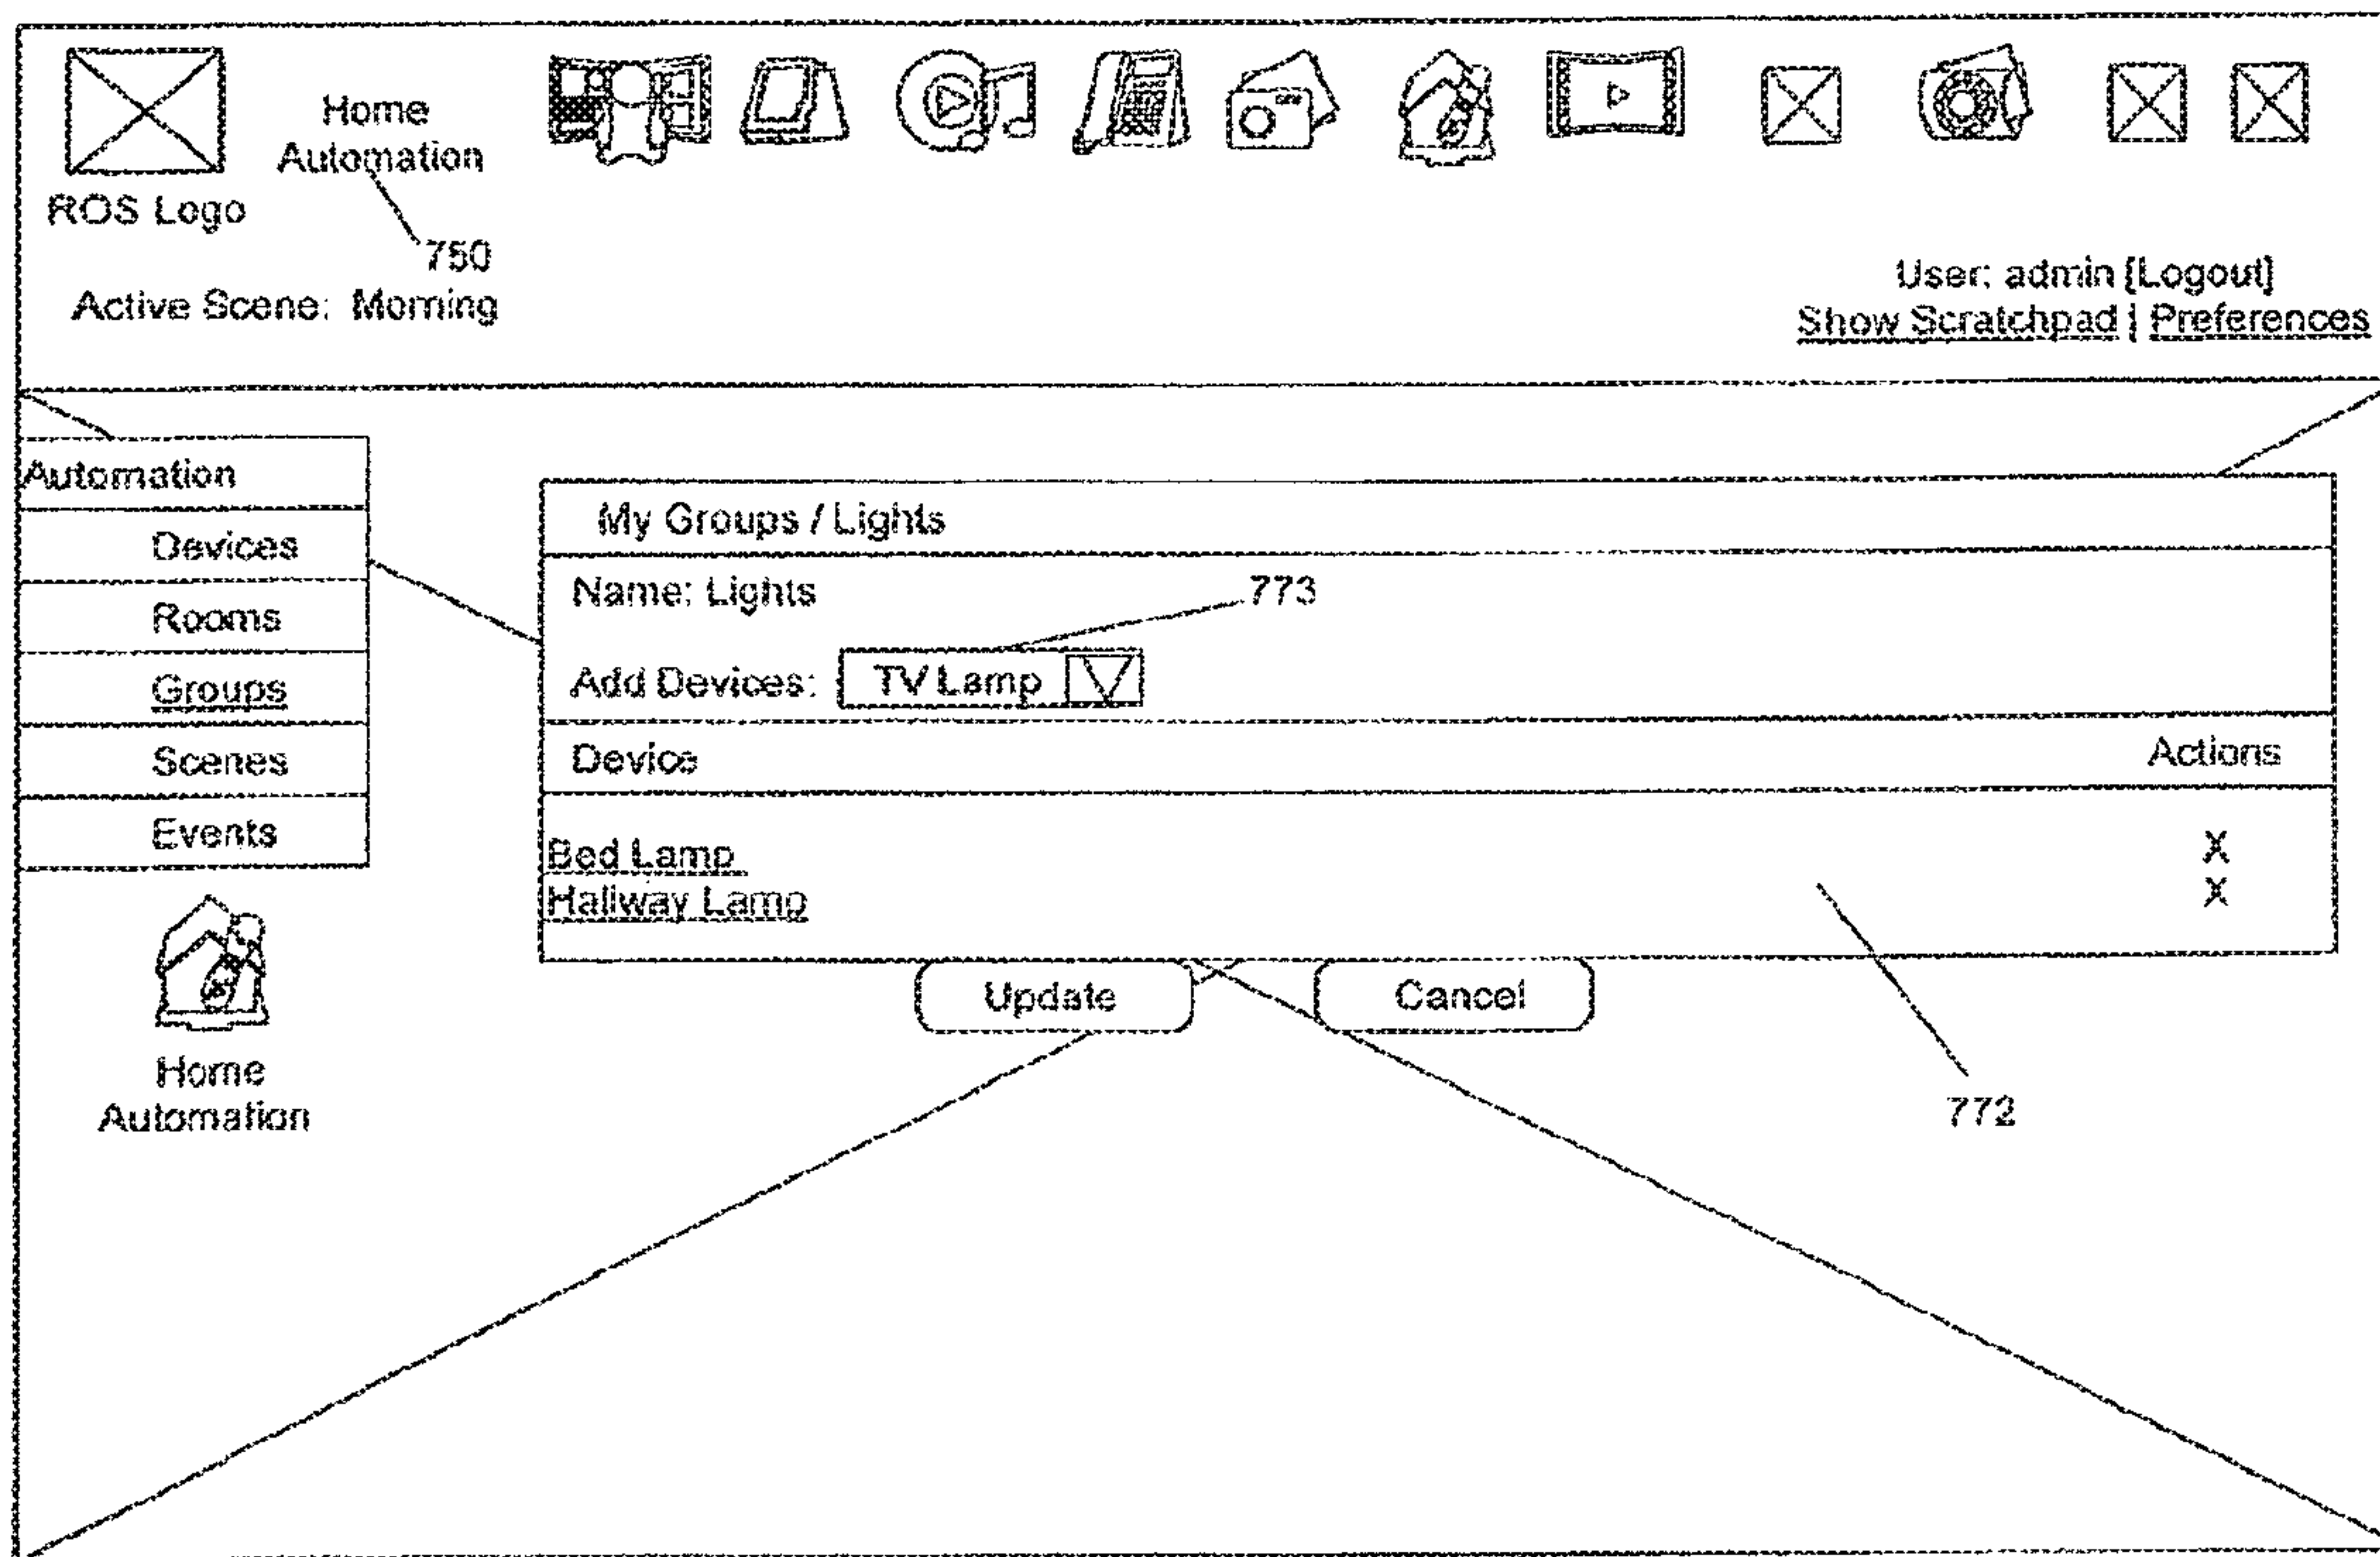 Home
Automation
ROS Logo
750
Active Scene: Morning
User: admin [Logout]
Show Scratchpad | Preferences
Automation
Devices
Rooms
Groups
Scenes
Events
Home
Automation
My Groups / Lights
Name: Lights
773
Add Devices: TV Lamp
Device Actions
Bed Lamp X
Hallway Lamp X
Update Cancel
772